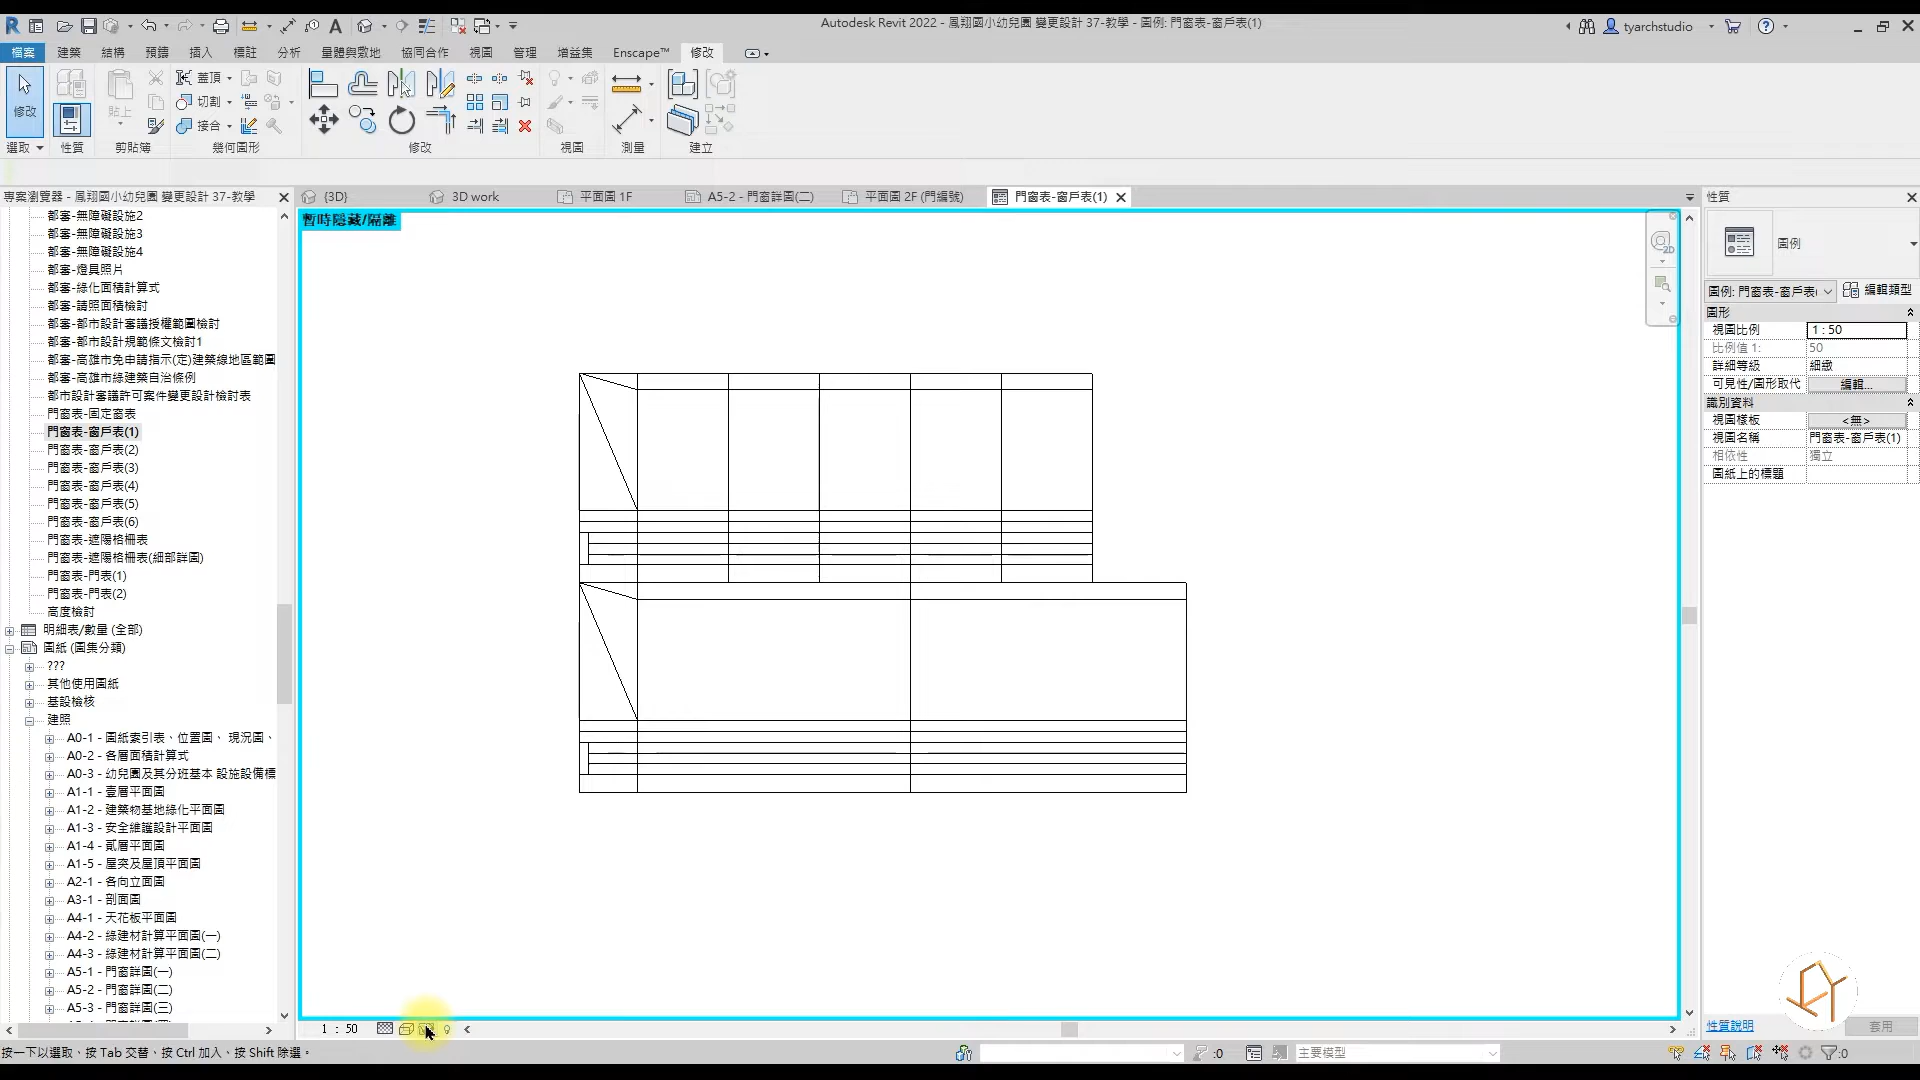 Autodesk Revit 2022 - 鳳翔國小幼兒園 變更設計 37-教學 - 圖例: 門窗表-窗戶表(1)
tyarchstudio
檔案 建築 結構 預鑄 插入 標註 分析 量體與敷地 協同合作 視圖 管理 增益集 Enscape™ 修改
修改 貼上 蓋頂 切割 接合
選取 性質 剪貼簿 幾何圖形 修改 視圖 測量 建立
專案瀏覽器 - 鳳翔國小幼兒園 變更設計 37-教學
{3D} 3D work 平面圖 1F A5-2 - 門窗詳圖(二) 平面圖 2F (門編號) 門窗表-窗戶表(1)
暫時隱藏/隔離
都審-無障礙設施2
都審-無障礙設施3
都審-無障礙設施4
都審-燈具照片
都審-綠化面積計算式
都審-請照面積檢討
都審-都市設計審議授權範圍檢討
都審-都市設計規範條文檢討1
都審-高雄市免申請指示(定)建築線地區範圍
都審-高雄市綠建築自治條例
都市設計審議許可案件變更設計檢討表
門窗表-固定窗表
門窗表-窗戶表(1)
門窗表-窗戶表(2)
門窗表-窗戶表(3)
門窗表-窗戶表(4)
門窗表-窗戶表(5)
門窗表-窗戶表(6)
門窗表-遮陽格柵表
門窗表-遮陽格柵表(細部詳圖)
門窗表-門表(1)
門窗表-門表(2)
高度檢討
明細表/數量 (全部)
圖紙 (圖集分類)
???
其他使用圖紙
基設檢核
建照
A0-1 - 圖紙索引表、位置圖、 現況圖、
A0-2 - 各層面積計算式
A0-3 - 幼兒園及其分班基本 設施設備標
A1-1 - 壹層平面圖
A1-2 - 建築物基地綠化平面圖
A1-3 - 安全維護設計平面圖
A1-4 - 貳層平面圖
A1-5 - 屋突及屋頂平面圖
A2-1 - 各向立面圖
A3-1 - 剖面圖
A4-1 - 天花板平面圖
A4-2 - 綠建材計算平面圖(一)
A4-3 - 綠建材計算平面圖(二)
A5-1 - 門窗詳圖(一)
A5-2 - 門窗詳圖(二)
A5-3 - 門窗詳圖(三)
性質
圖例
圖例: 門窗表-窗戶表( 編輯類型
圖形
視圖比例 1 : 50
比例值 1: 50
詳細等級 細緻
可見性/圖形取代 編輯...
識別資料
視圖樣板 <無>
視圖名稱 門窗表-窗戶表(1)
相依性 獨立
圖紙上的標題
性質說明 套用
1 : 50
按一下以選取、按 Tab 交替、按 Ctrl 加入、按 Shift 除選。
:0 主要模型 :0